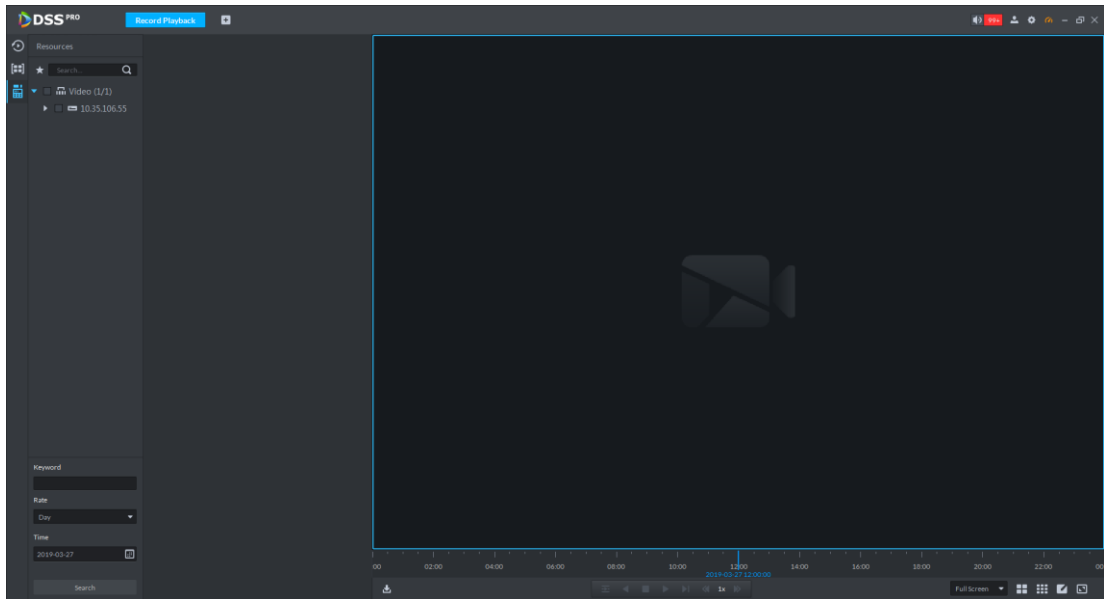 DSS PRO
Record Playback
99+
Resources
Search...
Video (1/1)
10.35.106.55
Keyword
Rate
Day
Time
2019-03-27
Search
00 02:00 04:00 06:00 08:00 10:00 12:00 14:00 16:00 18:00 20:00 22:00 00
2019-03-27 12:00:00
1x
Full Screen